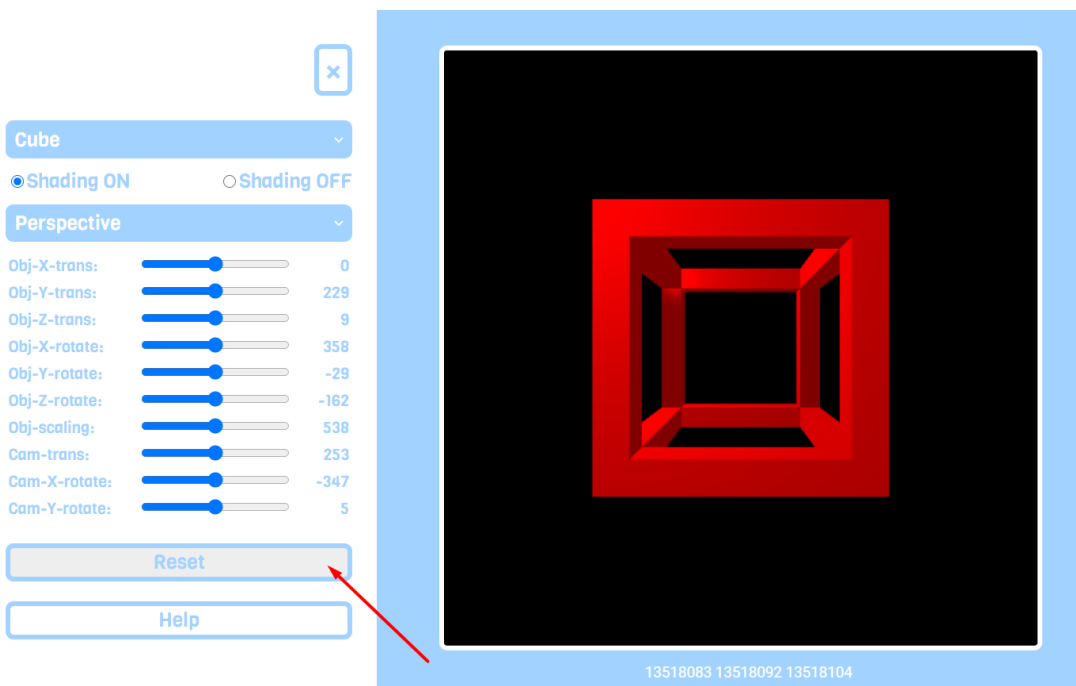 ×
Cube
Shading ON Shading OFF
Perspective
Obj-X-trans: 0
Obj-Y-trans: 229
Obj-Z-trans: 9
Obj-X-rotate: 358
Obj-Y-rotate: -29
Obj-Z-rotate: -162
Obj-scaling: 538
Cam-trans: 253
Cam-X-rotate: -347
Cam-Y-rotate: 5
Reset
Help
13518083 13518092 13518104